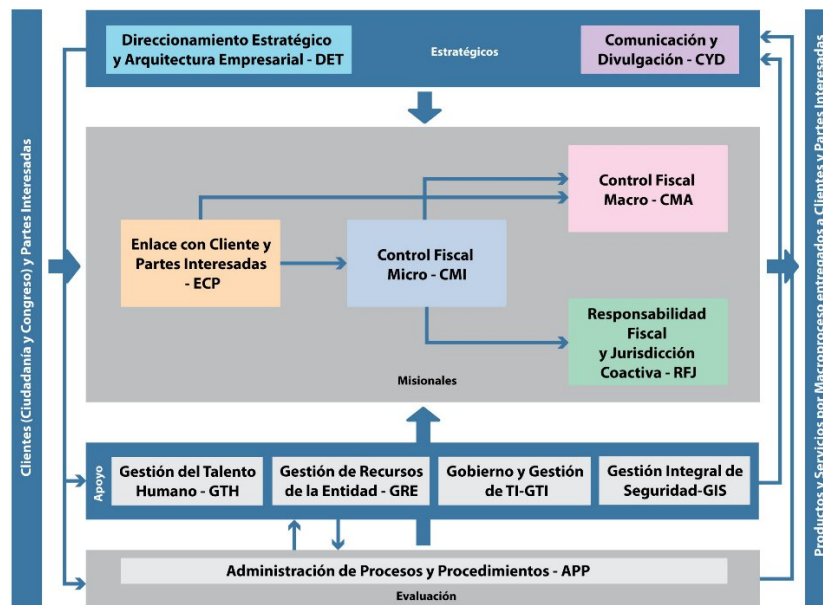 Clientes (Ciudadanía y Congreso) y Partes Interesadas
Direccionamiento Estratégico
y Arquitectura Empresarial - DET
Estratégicos
Comunicación y
Divulgación - CYD
Control Fiscal
Macro - CMA
Enlace con Cliente y
Partes Interesadas
- ECP
Control Fiscal
Micro - CMI
Responsabilidad
Fiscal
y Jurisdicción
Coactiva - RFJ
Misionales
Apoyo
Gestión del Talento
Humano - GTH
Gestión de Recursos
de la Entidad - GRE
Gobierno y Gestión
de TI-GTI
Gestión Integral de
Seguridad-GIS
Administración de Procesos y Procedimientos - APP
Evaluación
Productos y Servicios por Macroproceso entregados a Clientes y Partes Interesadas